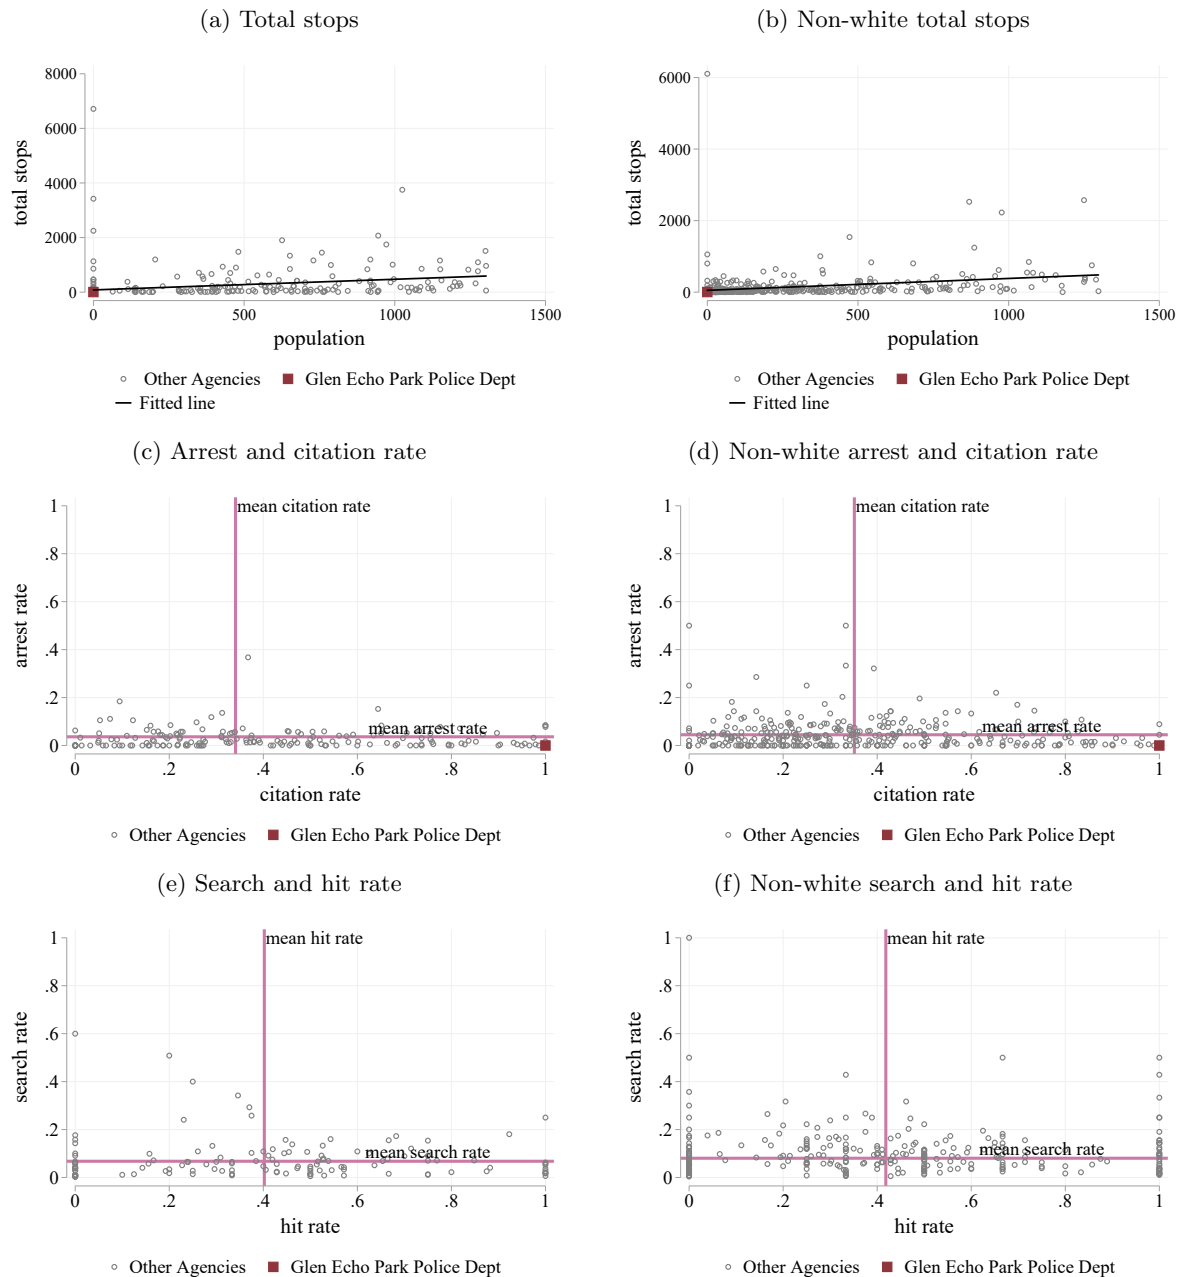 (a) Total stops
(b) Non-white total stops
total stops
8000
6000
4000
2000
0
0 500 1000 1500
population
Other Agencies Glen Echo Park Police Dept
Fitted line
total stops
6000
4000
2000
0
0 500 1000 1500
population
Other Agencies Glen Echo Park Police Dept
Fitted line
(c) Arrest and citation rate
(d) Non-white arrest and citation rate
arrest rate
1
.8
.6
.4
.2
0
mean citation rate
mean arrest rate
0 .2 .4 .6 .8 1
citation rate
Other Agencies Glen Echo Park Police Dept
arrest rate
1
.8
.6
.4
.2
0
mean citation rate
mean arrest rate
0 .2 .4 .6 .8 1
citation rate
Other Agencies Glen Echo Park Police Dept
(e) Search and hit rate
(f) Non-white search and hit rate
search rate
1
.8
.6
.4
.2
0
mean hit rate
mean search rate
0 .2 .4 .6 .8 1
hit rate
Other Agencies Glen Echo Park Police Dept
search rate
1
.8
.6
.4
.2
0
mean hit rate
mean search rate
0 .2 .4 .6 .8 1
hit rate
Other Agencies Glen Echo Park Police Dept